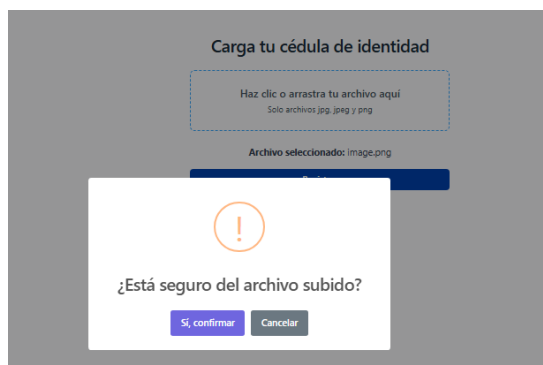 Carga tu cédula de identidad
Haz clic o arrastra tu archivo aquí
Solo archivos jpg, jpeg y png
Archivo seleccionado: image.png
!
¿Está seguro del archivo subido?
Sí, confirmar
Cancelar